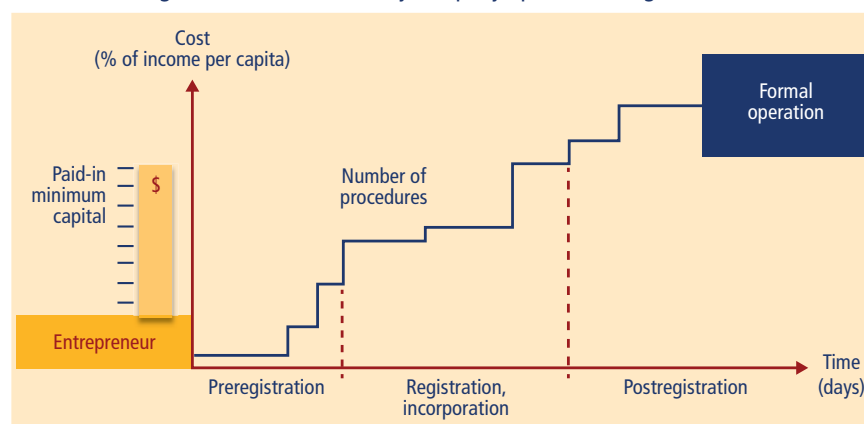 Cost
(% of income per capita)
Formal
operation
Paid-in
minimum
capital
$
Number of
procedures
Entrepreneur
Time
(days)
Preregistration
Registration,
incorporation
Postregistration